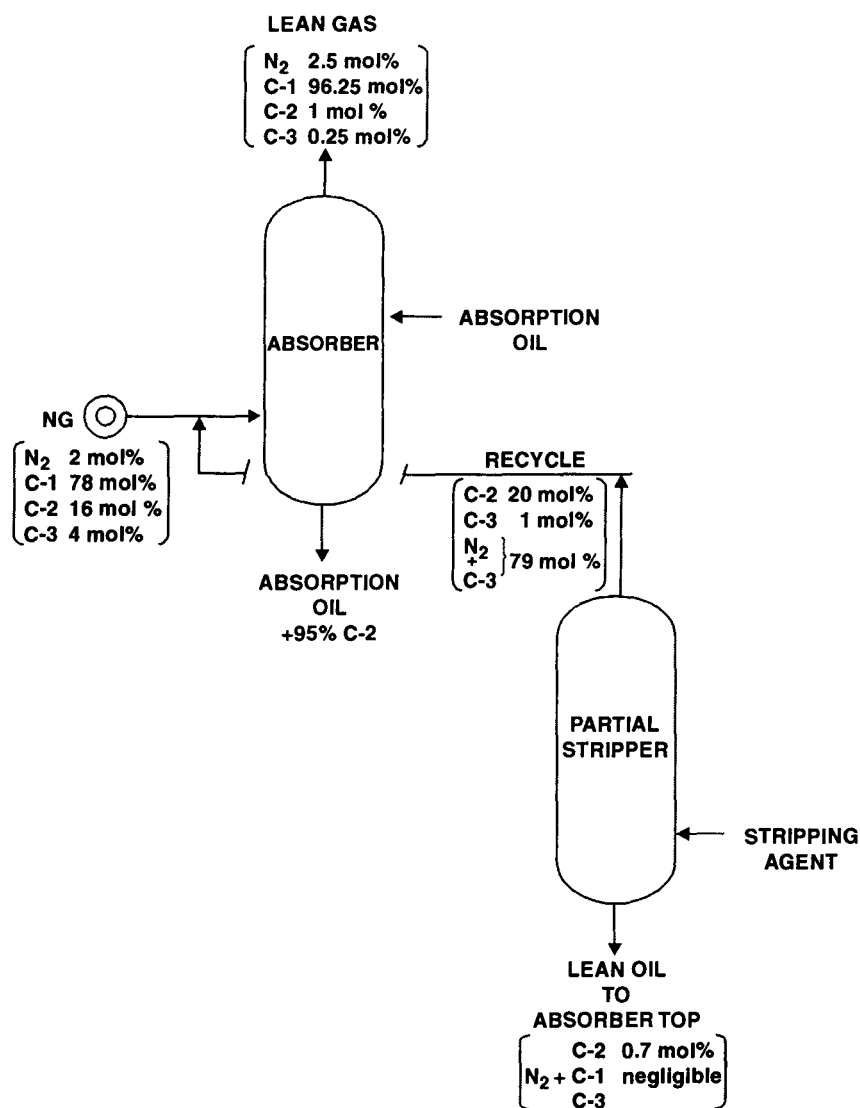 LEAN GAS
N2 2.5 mol%
C-1 96.25 mol%
C-2 1 mol %
C-3 0.25 mol%
ABSORBER
ABSORPTION
OIL
NG
N2 2 mol%
C-1 78 mol%
C-2 16 mol %
C-3 4 mol%
RECYCLE
C-2 20 mol%
C-3 1 mol%
N2
+
C-3
79 mol %
ABSORPTION
OIL
+95% C-2
PARTIAL
STRIPPER
STRIPPING
AGENT
LEAN OIL
TO
ABSORBER TOP
C-2 0.7 mol%
N2 + C-1 negligible
C-3